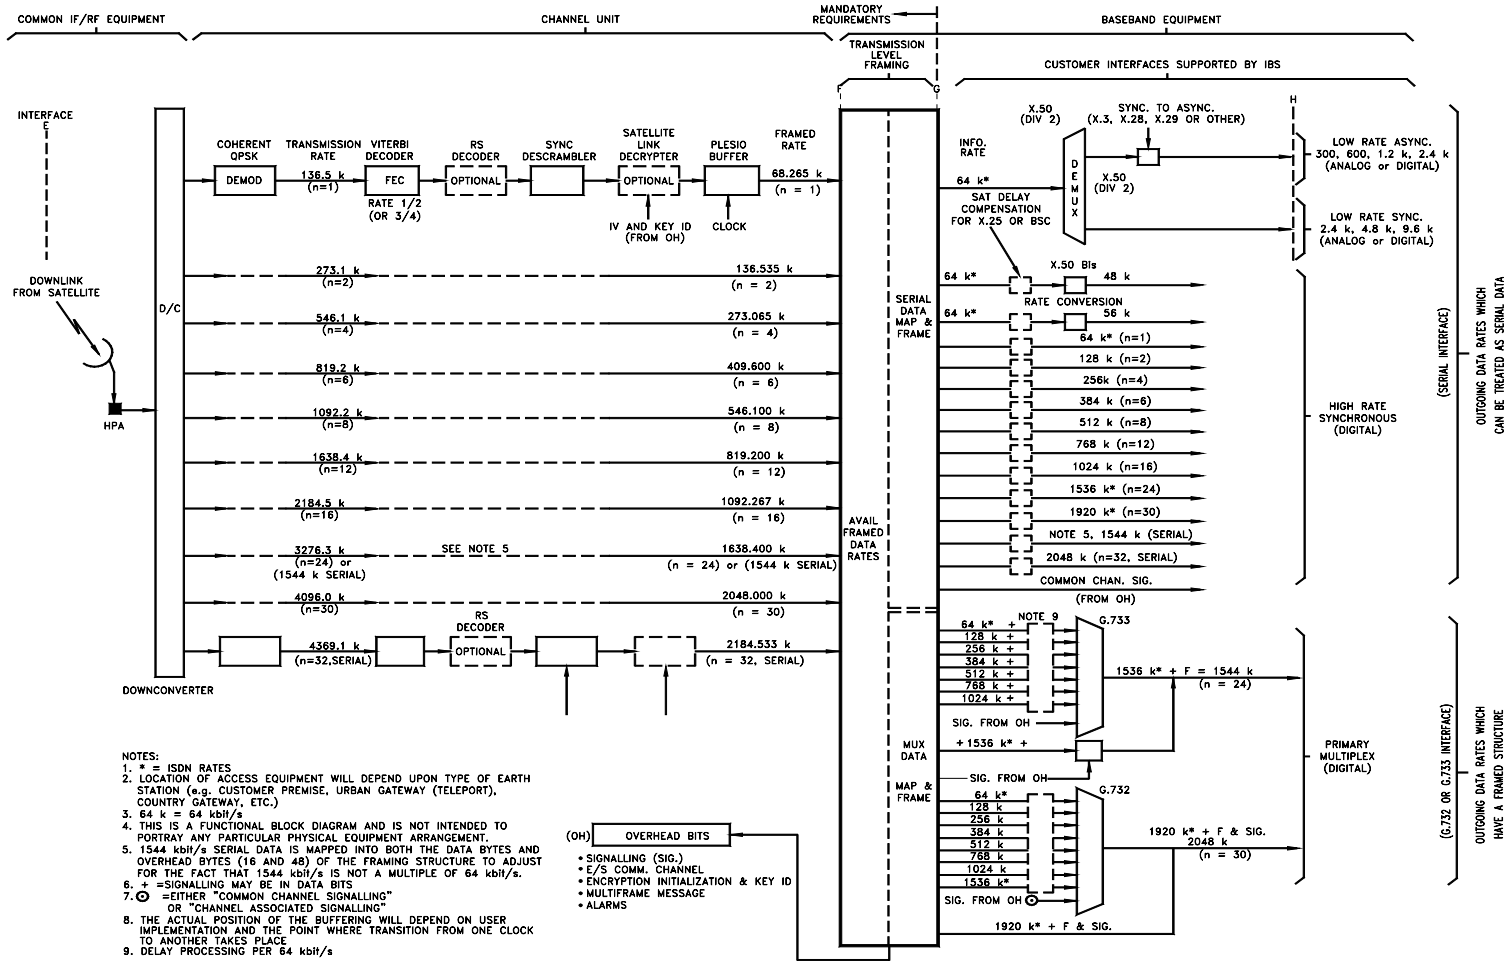 COMMON IF/RF EQUIPMENT
CHANNEL UNIT
MANDATORY
REQUIREMENTS
BASEBAND EQUIPMENT
TRANSMISSION
LEVEL
FRAMING
CUSTOMER INTERFACES SUPPORTED BY IBS
F
G
H
INTERFACE
E
DOWNLINK
FROM SATELLITE
HPA
D/C
DOWNCONVERTER
COHERENT
QPSK
DEMOD
TRANSMISSION
RATE
136.5 k
(n=1)
VITERBI
DECODER
FEC
RATE 1/2
(OR 3/4)
RS
DECODER
OPTIONAL
SYNC
DESCRAMBLER
SATELLITE
LINK
DECRYPTER
OPTIONAL
IV AND KEY ID
(FROM OH)
PLESIO
BUFFER
CLOCK
FRAMED
RATE
68.265 k
(n = 1)
273.1 k
(n=2)
136.535 k
(n = 2)
546.1 k
(n=4)
273.065 k
(n = 4)
819.2 k
(n=6)
409.600 k
(n = 6)
1092.2 k
(n=8)
546.100 k
(n = 8)
1638.4 k
(n=12)
819.200 k
(n = 12)
2184.5 k
(n=16)
1092.267 k
(n = 16)
3276.3 k
(n=24) or
(1544 k SERIAL)
SEE NOTE 5
1638.400 k
(n = 24) or (1544 k SERIAL)
4096.0 k
(n=30)
2048.000 k
(n = 30)
4369.1 k
(n=32,SERIAL)
RS
DECODER
OPTIONAL
2184.533 k
(n = 32, SERIAL)
AVAIL
FRAMED
DATA
RATES
SERIAL
DATA
MAP &
FRAME
MUX
DATA
MAP &
FRAME
INFO.
RATE
64 k*
X.50
(DIV 2)
DEMUX
SYNC. TO ASYNC.
(X.3, X.28, X.29 OR OTHER)
X.50
(DIV 2)
LOW RATE ASYNC.
300, 600, 1.2 k, 2.4 k
(ANALOG or DIGITAL)
LOW RATE SYNC.
2.4 k, 4.8 k, 9.6 k
(ANALOG or DIGITAL)
SAT DELAY
COMPENSATION
FOR X.25 OR BSC
64 k*
X.50 Bis
48 k
RATE CONVERSION
64 k*
56 k
64 k* (n=1)
128 k (n=2)
256k (n=4)
384 k (n=6)
512 k (n=8)
768 k (n=12)
1024 k (n=16)
1536 k* (n=24)
1920 k* (n=30)
NOTE 5, 1544 k (SERIAL)
2048 k (n=32, SERIAL)
COMMON CHAN. SIG.
(FROM OH)
HIGH RATE
SYNCHRONOUS
(DIGITAL)
(SERIAL INTERFACE)
OUTGOING DATA RATES WHICH
CAN BE TREATED AS SERIAL DATA
NOTE 9
G.733
64 k* +
128 k +
256 k +
384 k +
512 k +
768 k +
1024 k +
SIG. FROM OH
1536 k* + F = 1544 k
(n = 24)
+ 1536 k* +
SIG. FROM OH
G.732
64 k*
128 k
256 k
384 k
512 k
768 k
1024 k
1536 k*
SIG. FROM OH
1920 k* + F & SIG.
2048 k
(n = 30)
1920 k* + F & SIG.
PRIMARY
MULTIPLEX
(DIGITAL)
(G.732 OR G.733 INTERFACE)
OUTGOING DATA RATES WHICH
HAVE A FRAMED STRUCTURE
NOTES:
1. * = ISDN RATES
2. LOCATION OF ACCESS EQUIPMENT WILL DEPEND UPON TYPE OF EARTH
STATION (e.g. CUSTOMER PREMISE, URBAN GATEWAY (TELEPORT),
COUNTRY GATEWAY, ETC.)
3. 64 k = 64 kbit/s
4. THIS IS A FUNCTIONAL BLOCK DIAGRAM AND IS NOT INTENDED TO
PORTRAY ANY PARTICULAR PHYSICAL EQUIPMENT ARRANGEMENT.
5. 1544 kbit/s SERIAL DATA IS MAPPED INTO BOTH THE DATA BYTES AND
OVERHEAD BYTES (16 AND 48) OF THE FRAMING STRUCTURE TO ADJUST
FOR THE FACT THAT 1544 kbit/s IS NOT A MULTIPLE OF 64 kbit/s.
6. + =SIGNALLING MAY BE IN DATA BITS
7. ⊙ =EITHER "COMMON CHANNEL SIGNALLING"
OR "CHANNEL ASSOCIATED SIGNALLING"
8. THE ACTUAL POSITION OF THE BUFFERING WILL DEPEND ON USER
IMPLEMENTATION AND THE POINT WHERE TRANSITION FROM ONE CLOCK
TO ANOTHER TAKES PLACE
9. DELAY PROCESSING PER 64 kbit/s
(OH) OVERHEAD BITS
• SIGNALLING (SIG.)
• E/S COMM. CHANNEL
• ENCRYPTION INITIALIZATION & KEY ID
• MULTIFRAME MESSAGE
• ALARMS